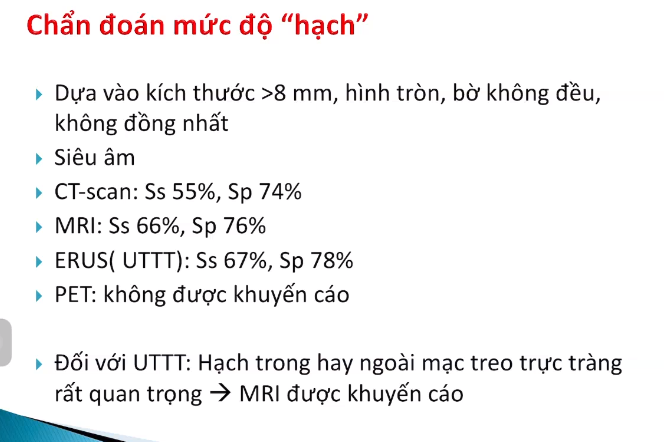 Chẩn đoán mức độ “hạch”
Dựa vào kích thước >8 mm, hình tròn, bờ không đều,
không đồng nhất
Siêu âm
CT-scan: Ss 55%, Sp 74%
MRI: Ss 66%, Sp 76%
ERUS( UTTT): Ss 67%, Sp 78%
PET: không được khuyến cáo
Đối với UTTT: Hạch trong hay ngoài mạc treo trực tràng
rất quan trọng → MRI được khuyến cáo